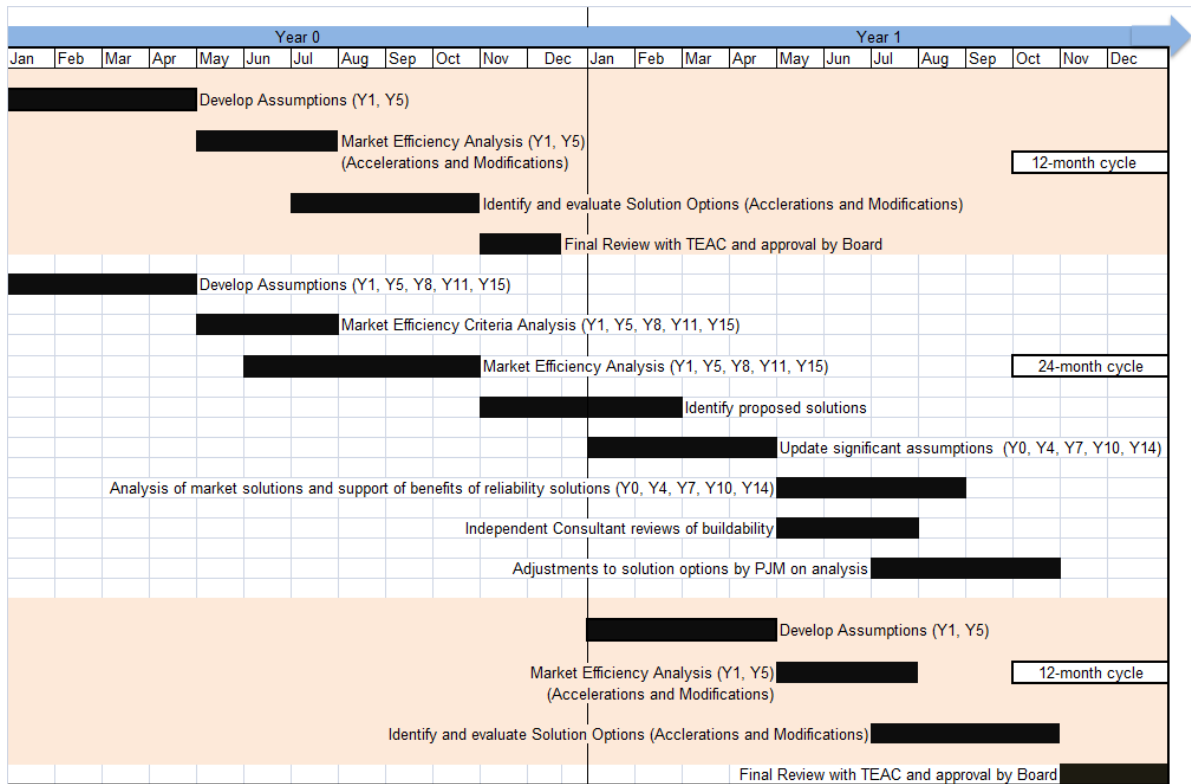 Year 0
Year 1
Jan Feb Mar Apr May Jun Jul Aug Sep Oct Nov Dec Jan Feb Mar Apr May Jun Jul Aug Sep Oct Nov Dec
Develop Assumptions (Y1, Y5)
Market Efficiency Analysis (Y1, Y5)
(Accelerations and Modifications)
12-month cycle
Identify and evaluate Solution Options (Acclerations and Modifications)
Final Review with TEAC and approval by Board
Develop Assumptions (Y1, Y5, Y8, Y11, Y15)
Market Efficiency Criteria Analysis (Y1, Y5, Y8, Y11, Y15)
Market Efficiency Analysis (Y1, Y5, Y8, Y11, Y15)
24-month cycle
Identify proposed solutions
Update significant assumptions (Y0, Y4, Y7, Y10, Y14)
Analysis of market solutions and support of benefits of reliability solutions (Y0, Y4, Y7, Y10, Y14)
Independent Consultant reviews of buildability
Adjustments to solution options by PJM on analysis
Develop Assumptions (Y1, Y5)
Market Efficiency Analysis (Y1, Y5)
(Accelerations and Modifications)
12-month cycle
Identify and evaluate Solution Options (Acclerations and Modifications)
Final Review with TEAC and approval by Board